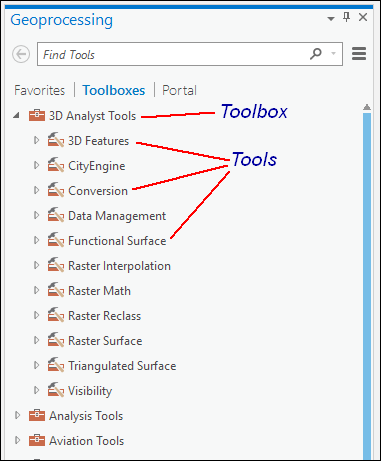 Geoprocessing
Find Tools
Favorites Toolboxes Portal
3D Analyst Tools Toolbox
3D Features
CityEngine Tools
Conversion
Data Management
Functional Surface
Raster Interpolation
Raster Math
Raster Reclass
Raster Surface
Triangulated Surface
Visibility
Analysis Tools
Aviation Tools